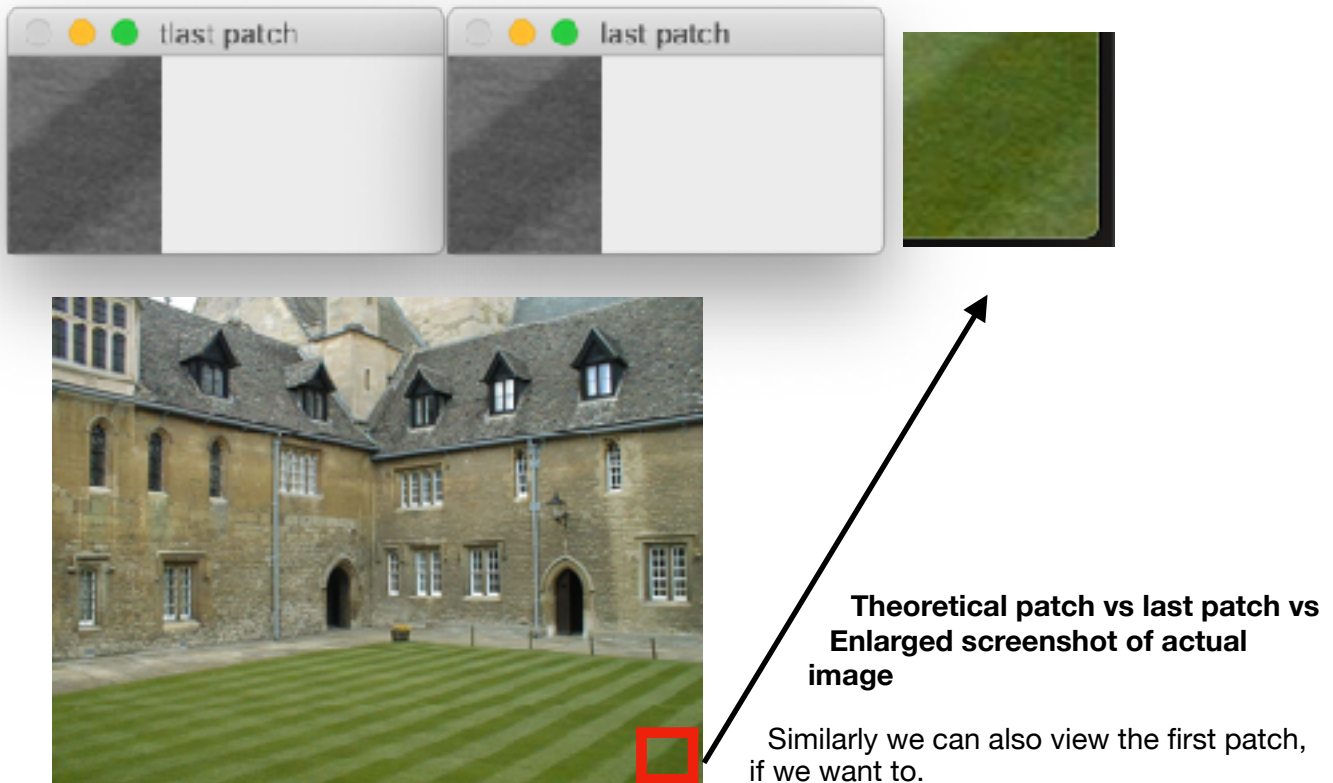 tlast patch
last patch
Theoretical patch vs last patch vs
Enlarged screenshot of actual
image
Similarly we can also view the first patch,
if we want to.